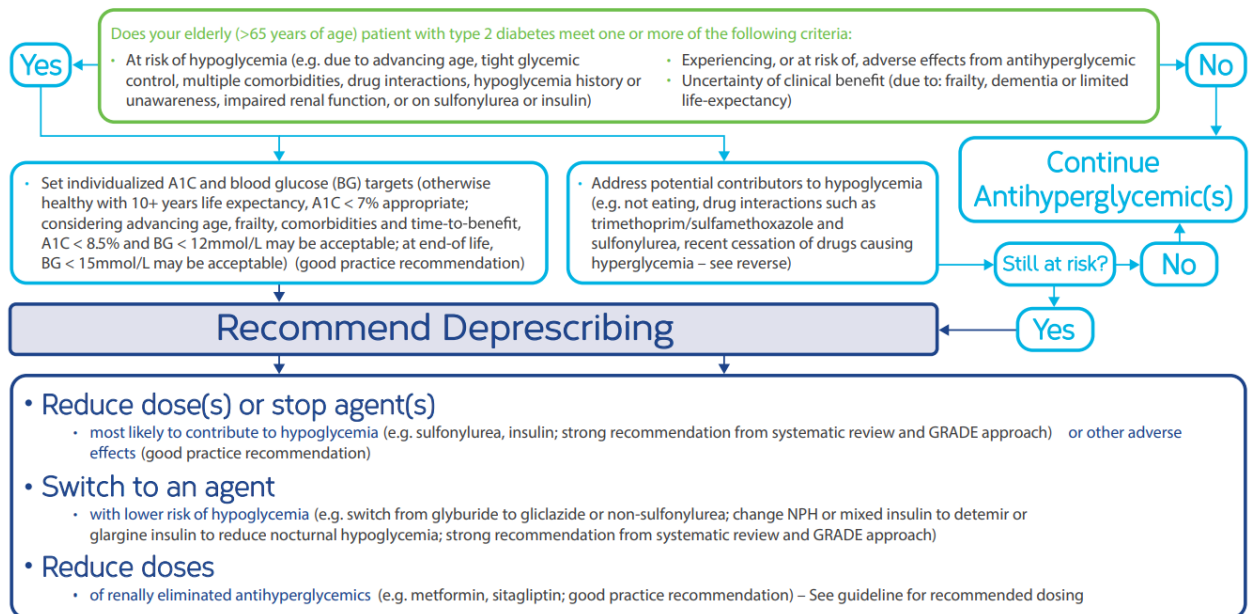 Does your elderly (>65 years of age) patient with type 2 diabetes meet one or more of the following criteria:
Yes
• At risk of hypoglycemia (e.g. due to advancing age, tight glycemic
control, multiple comorbidities, drug interactions, hypoglycemia history or
unawareness, impaired renal function, or on sulfonylurea or insulin)
• Experiencing, or at risk of, adverse effects from antihyperglycemic
• Uncertainty of clinical benefit (due to: frailty, dementia or limited
life-expectancy)
No
• Set individualized A1C and blood glucose (BG) targets (otherwise
healthy with 10+ years life expectancy, A1C < 7% appropriate;
considering advancing age, frailty, comorbidities and time-to-benefit,
A1C < 8.5% and BG < 12mmol/L may be acceptable; at end-of life,
BG < 15mmol/L may be acceptable) (good practice recommendation)
• Address potential contributors to hypoglycemia
(e.g. not eating, drug interactions such as
trimethoprim/sulfamethoxazole and
sulfonylurea, recent cessation of drugs causing
hyperglycemia – see reverse)
Continue
Antihyperglycemic(s)
Still at risk?
No
Yes
Recommend Deprescribing
• Reduce dose(s) or stop agent(s)
• most likely to contribute to hypoglycemia (e.g. sulfonylurea, insulin; strong recommendation from systematic review and GRADE approach) or other adverse
effects (good practice recommendation)
• Switch to an agent
• with lower risk of hypoglycemia (e.g. switch from glyburide to gliclazide or non-sulfonylurea; change NPH or mixed insulin to detemir or
glargine insulin to reduce nocturnal hypoglycemia; strong recommendation from systematic review and GRADE approach)
• Reduce doses
• of renally eliminated antihyperglycemics (e.g. metformin, sitagliptin; good practice recommendation) – See guideline for recommended dosing